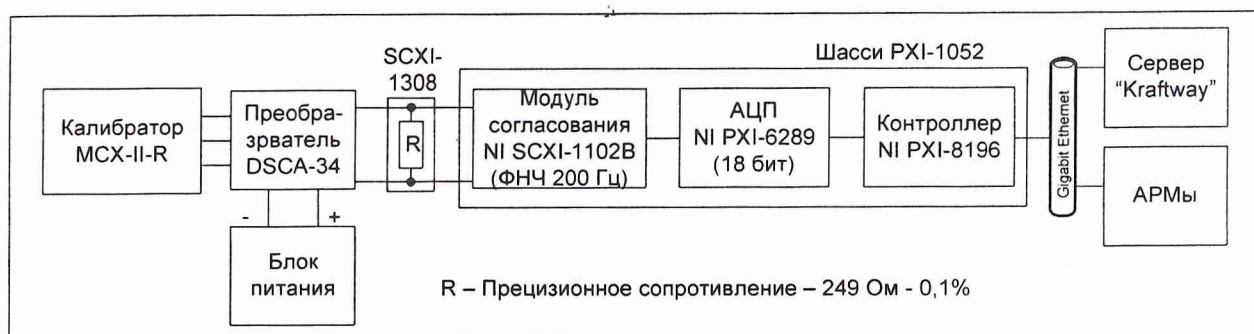 SCXI-
1308
Шасси PXI-1052
Калибратор
MCX-II-R
Преобра-
зрватель
DSCA-34
R
Модуль
согласования
NI SCXI-1102B
(ФНЧ 200 Гц)
АЦП
NI PXI-6289
(18 бит)
Контроллер
NI PXI-8196
Gigabit Ethernet
Сервер
“Kraftway”
АРМы
- +
Блок
питания
R – Прецизионное сопротивление – 249 Ом - 0,1%